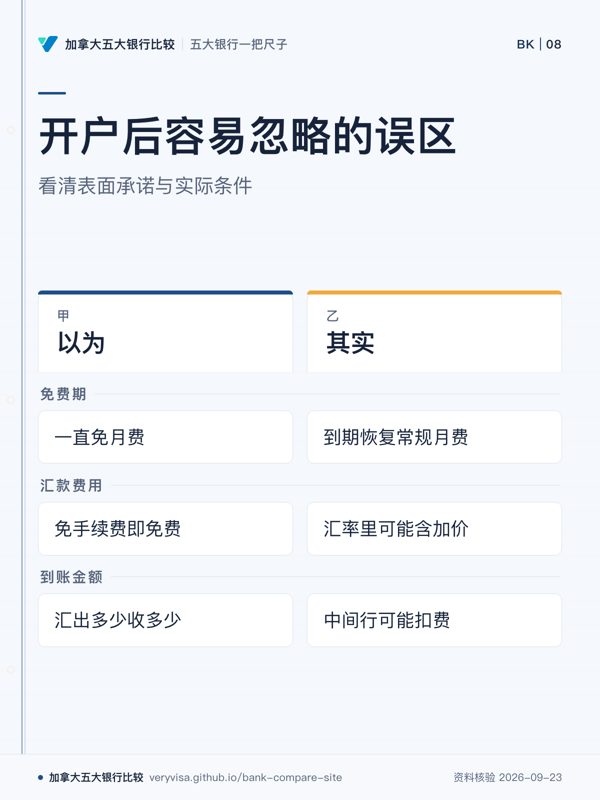 加拿大五大银行比较 | 五大银行一把尺子
BK | 08
开户后容易忽略的误区
看清表面承诺与实际条件
甲
以为
乙
其实
免费期
一直免月费
到期恢复常规月费
汇款费用
免手续费即免费
汇率里可能含加价
到账金额
汇出多少收多少
中间行可能扣费
加拿大五大银行比较 veryvisa.github.io/bank-compare-site
资料核验 2026-09-23